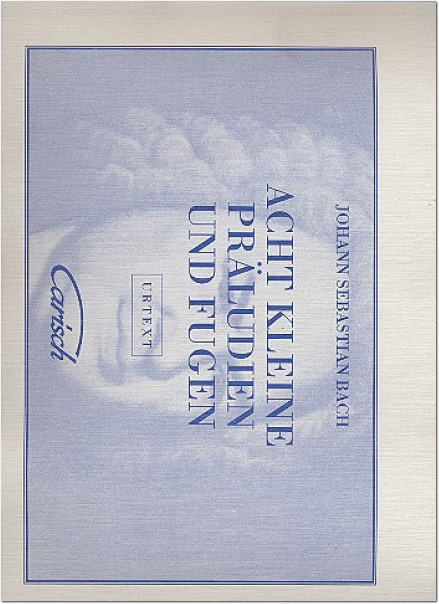 JOHANN SEBASTIAN BACH
ACHT KLEINE
PRÄLUDIEN
UND FUGEN
URTEXT
Carisch